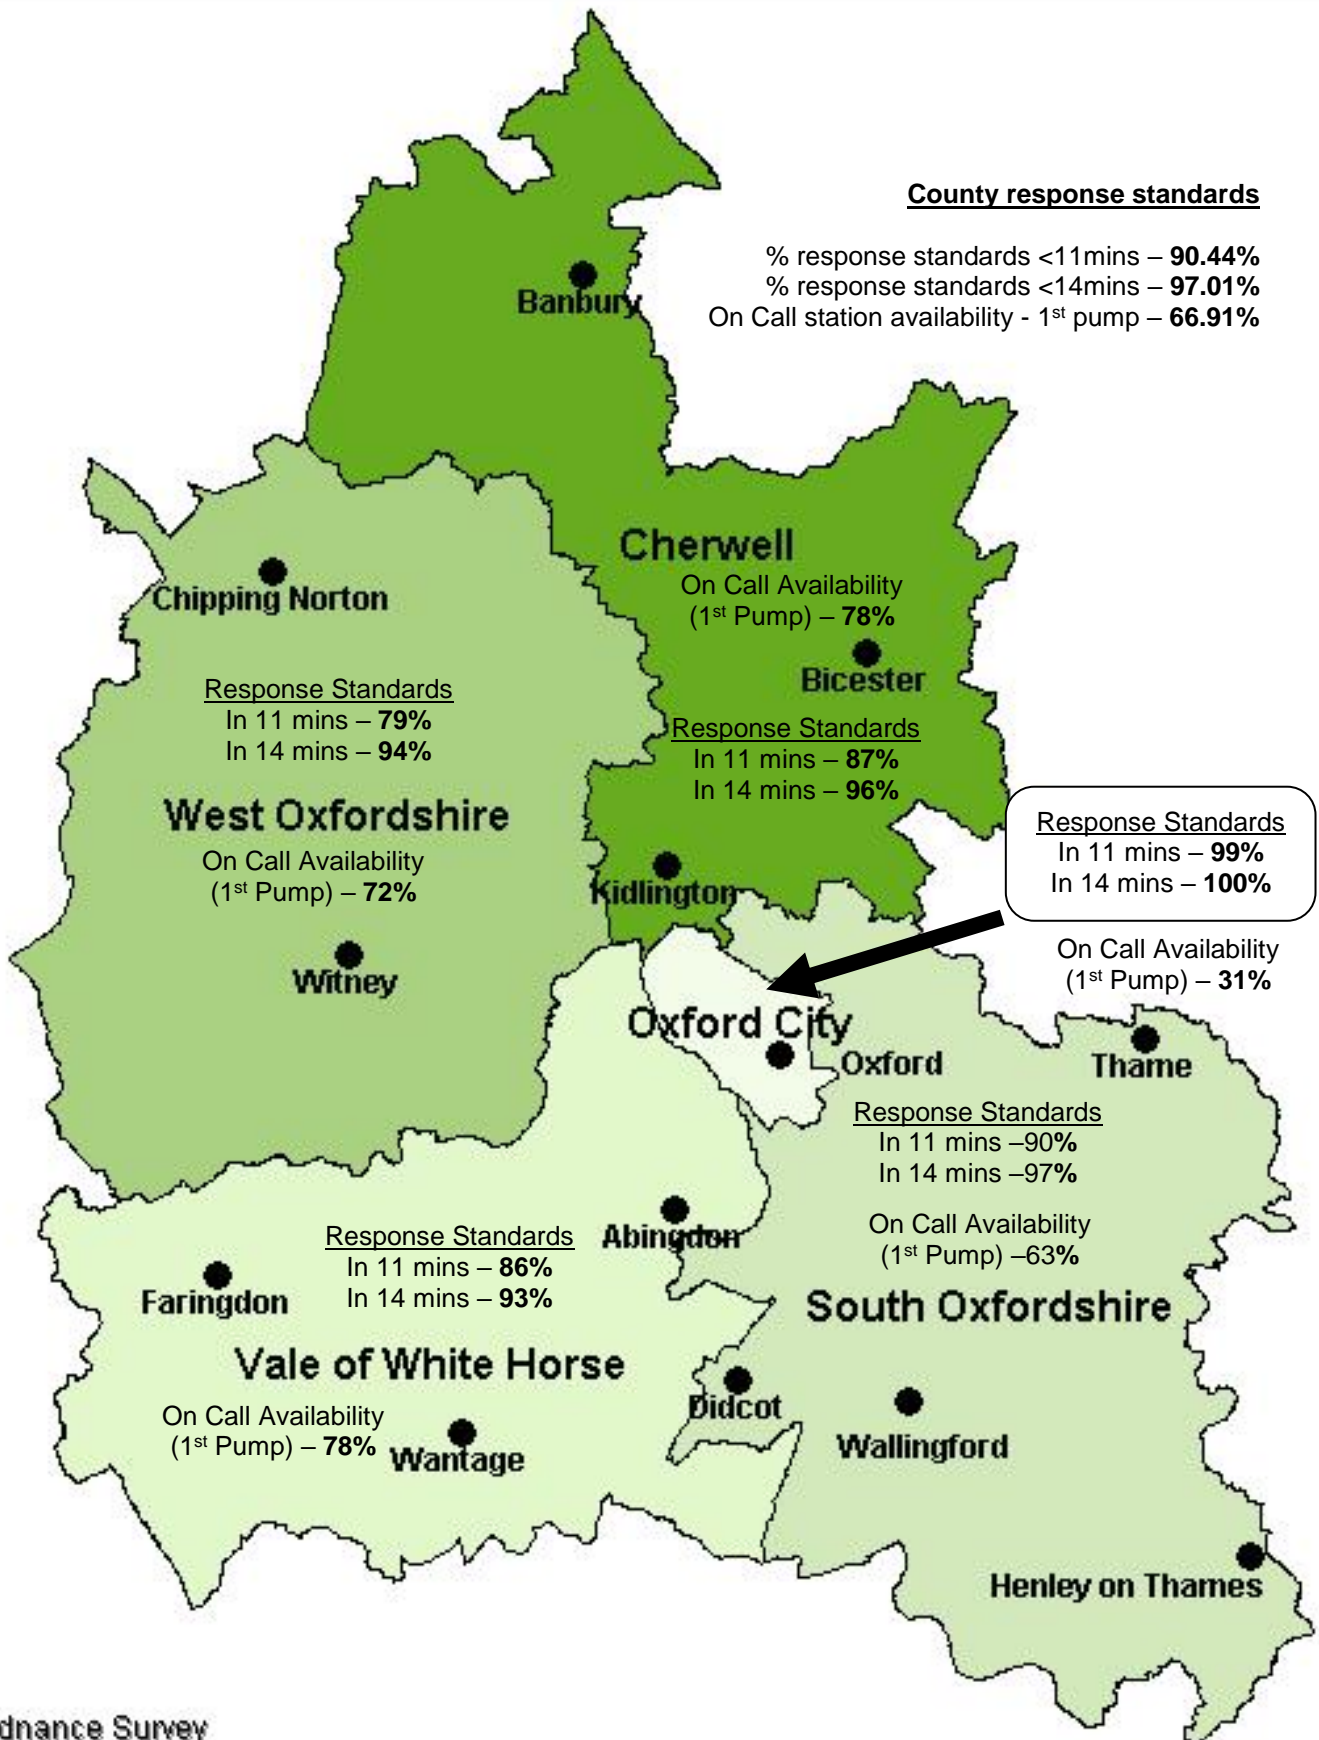 County response standards
% response standards <11mins – 90.44%
% response standards <14mins – 97.01%
On Call station availability - 1st pump – 66.91%
Banbury
Cherwell
On Call Availability
(1st Pump) – 78%
Bicester
Response Standards
In 11 mins – 87%
In 14 mins – 96%
Kidlington
Chipping Norton
Response Standards
In 11 mins – 79%
In 14 mins – 94%
West Oxfordshire
On Call Availability
(1st Pump) – 72%
Witney
Response Standards
In 11 mins – 99%
In 14 mins – 100%
On Call Availability
(1st Pump) – 31%
Oxford City
Oxford
Thame
Response Standards
In 11 mins –90%
In 14 mins –97%
On Call Availability
(1st Pump) –63%
South Oxfordshire
Abingdon
Response Standards
In 11 mins – 86%
In 14 mins – 93%
Faringdon
Vale of White Horse
On Call Availability
(1st Pump) – 78%
Wantage
Didcot
Wallingford
Henley on Thames
dnance Survey